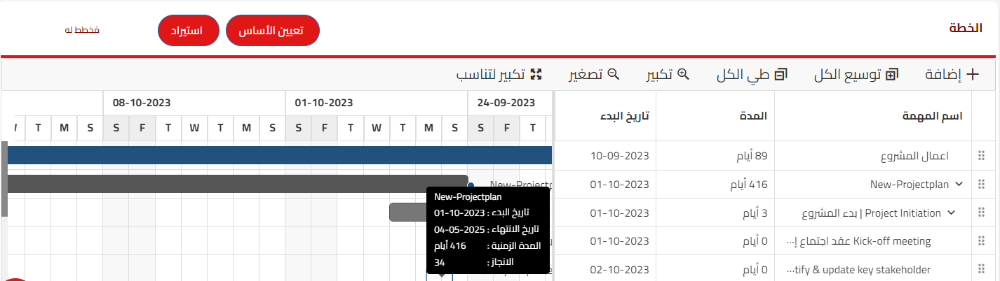 الخطة
تعيين الأساس
استيراد
مُخطط له
إضافة
توسيع الكل
طي الكل
تكبير
تصغير
تكبير لتناسب
اسم المهمة المدة تاريخ البدء
24-09-2023 01-10-2023 08-10-2023
T F S S M T W T F S S M T W T F S S M T
اعمال المشروع 89 أيام 10-09-2023
New-Projectplan 416 أيام 01-10-2023
New-Projectp
Project Initiation | بدء المشروع 3 أيام 01-10-2023
Kick-off meeting عقد اجتماع إ... 0 أيام 01-10-2023
...tify & update key stakeholder 0 أيام 02-10-2023
New-Projectplan
تاريخ البدء : 01-10-2023
تاريخ الانتهاء : 04-05-2025
المدة الزمنية : 416 أيام
الانجاز : 34